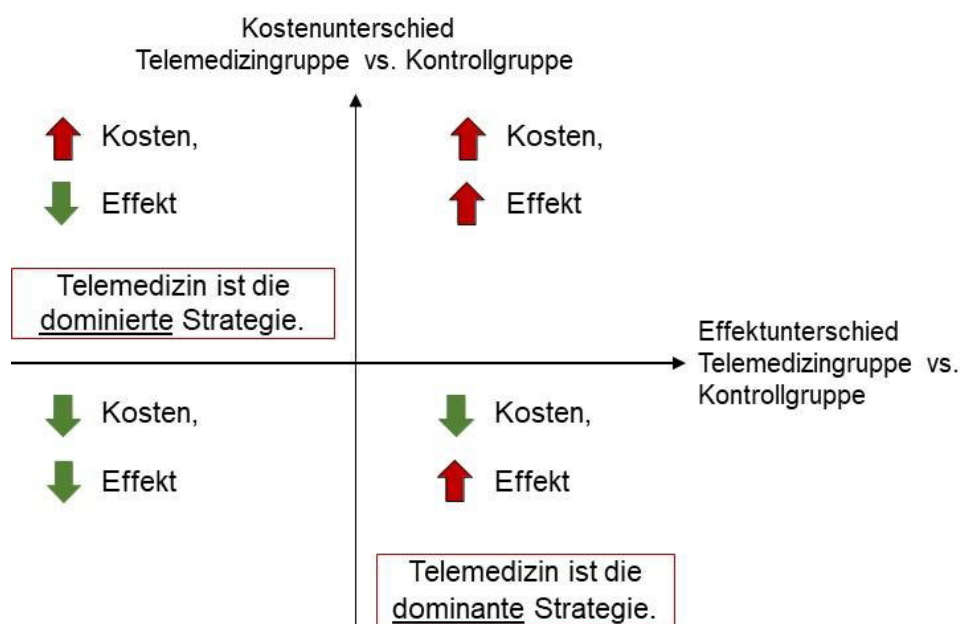 Kostenunterschied
Telemedizingruppe vs. Kontrollgruppe
Kosten,
Effekt
Kosten,
Effekt
Telemedizin ist die
dominierte Strategie.
Effektunterschied
Telemedizingruppe vs.
Kontrollgruppe
Kosten,
Effekt
Kosten,
Effekt
Telemedizin ist die
dominante Strategie.